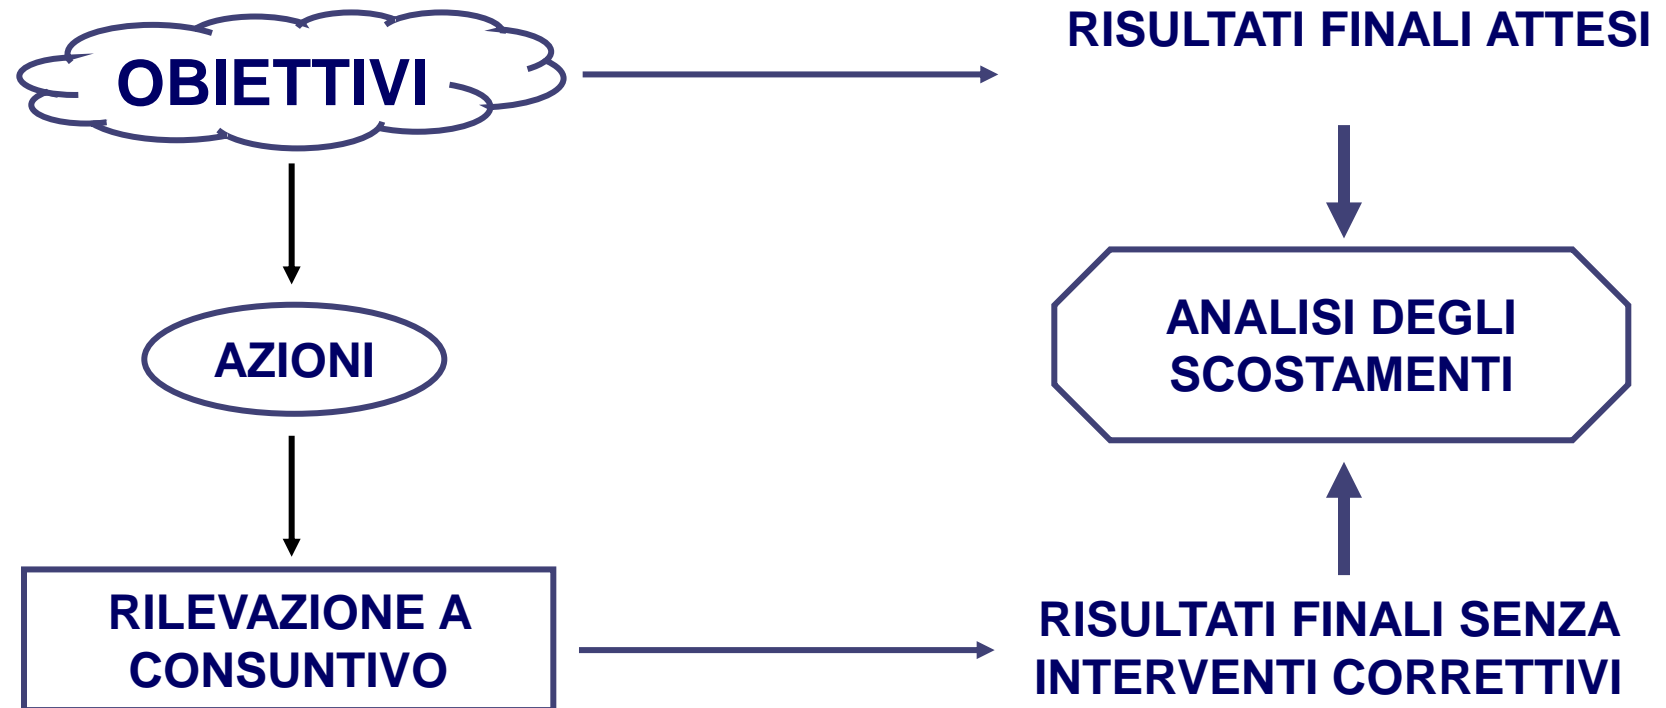 OBIETTIVI
RISULTATI FINALI ATTESI
AZIONI
ANALISI DEGLI
SCOSTAMENTI
RILEVAZIONE A
CONSUNTIVO
RISULTATI FINALI SENZA
INTERVENTI CORRETTIVI